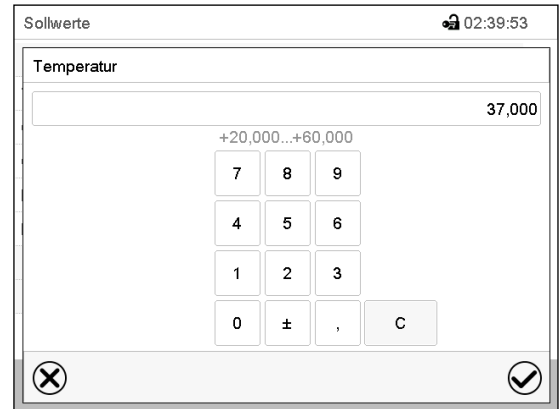 Sollwerte 02:39:53
Temperatur
37,000
+20,000...+60,000
7 8 9
4 5 6
1 2 3
0 ± , C